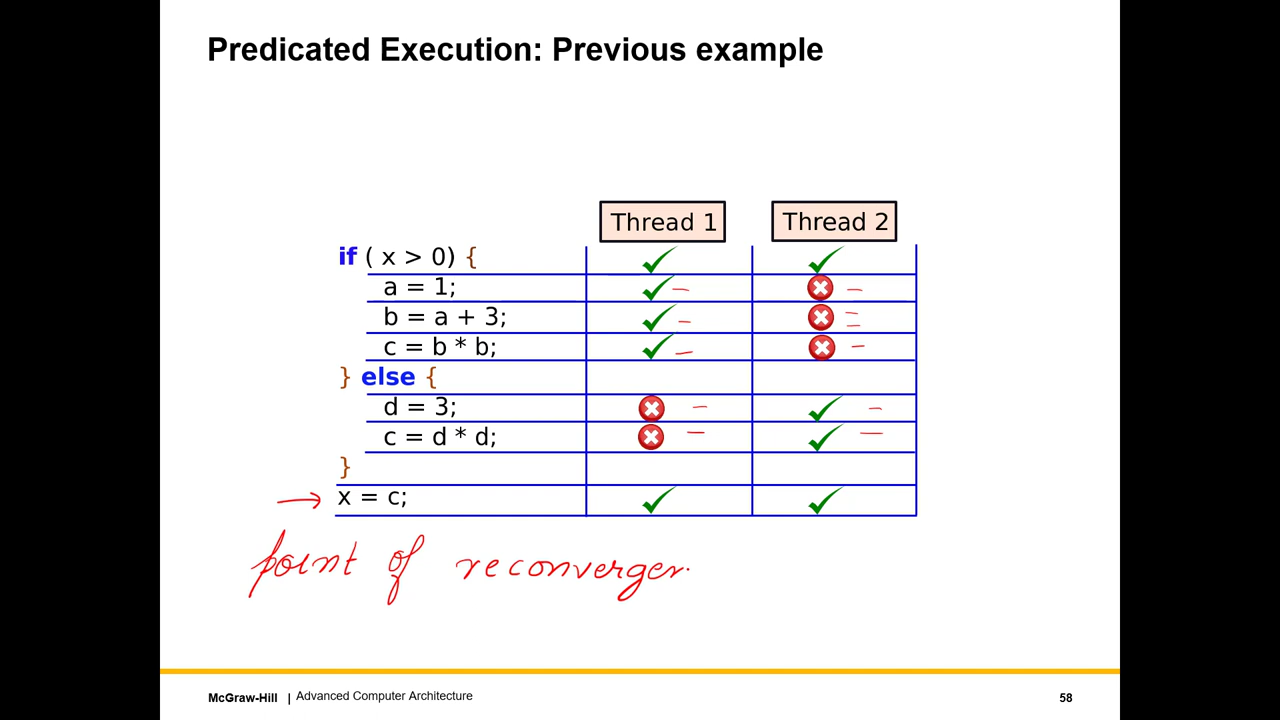 Predicated Execution: Previous example
Thread 1 Thread 2
if ( x > 0) {
a = 1;
b = a + 3;
c = b * b;
} else {
d = 3;
c = d * d;
}
x = c;
point of reconvergen
McGraw-Hill | Advanced Computer Architecture 58